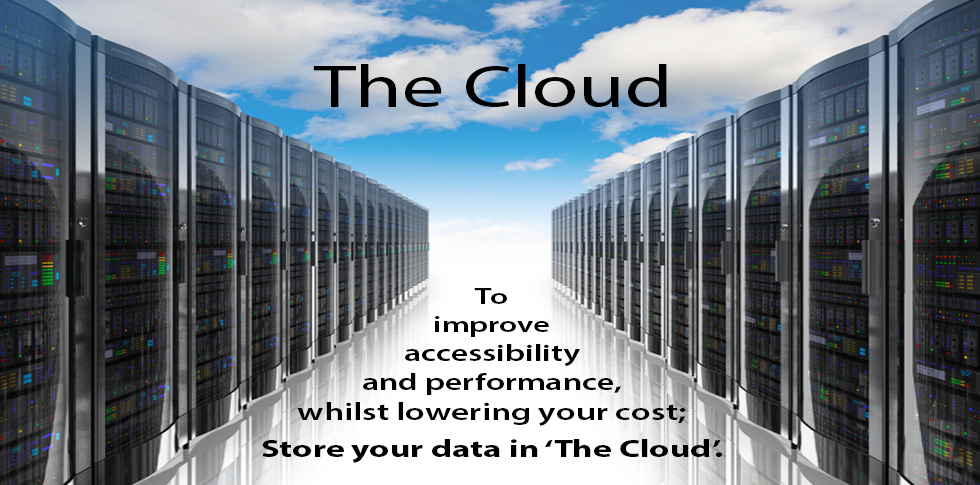 The Cloud
To
improve
accessibility
and performance,
whilst lowering your cost;
Store your data in ‘The Cloud’.